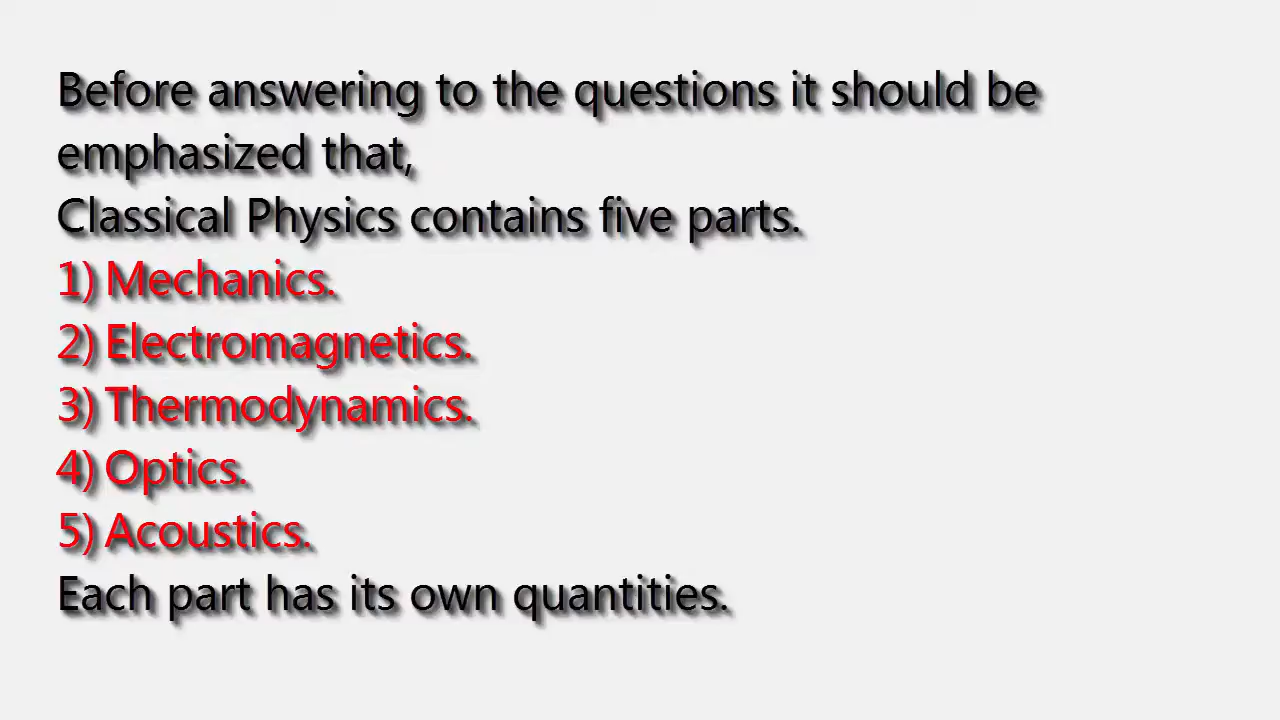 Before answering to the questions it should be
emphasized that,
Classical Physics contains five parts.
1) Mechanics.
2) Electromagnetics.
3) Thermodynamics.
4) Optics.
5) Acoustics.
Each part has its own quantities.